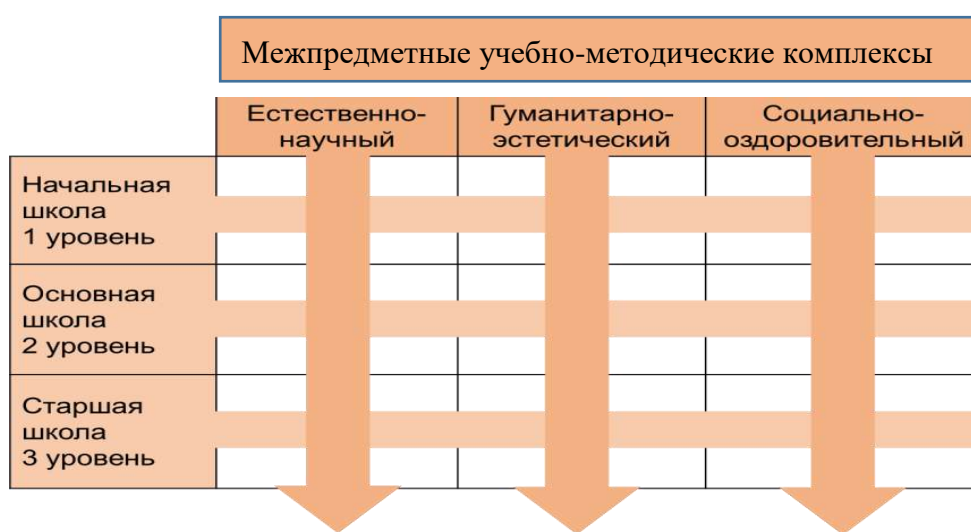 Межпредметные учебно-методические комплексы
Естественно-
научный
Гуманитарно-
эстетический
Социально-
оздоровительный
Начальная
школа
1 уровень
Основная
школа
2 уровень
Старшая
школа
3 уровень